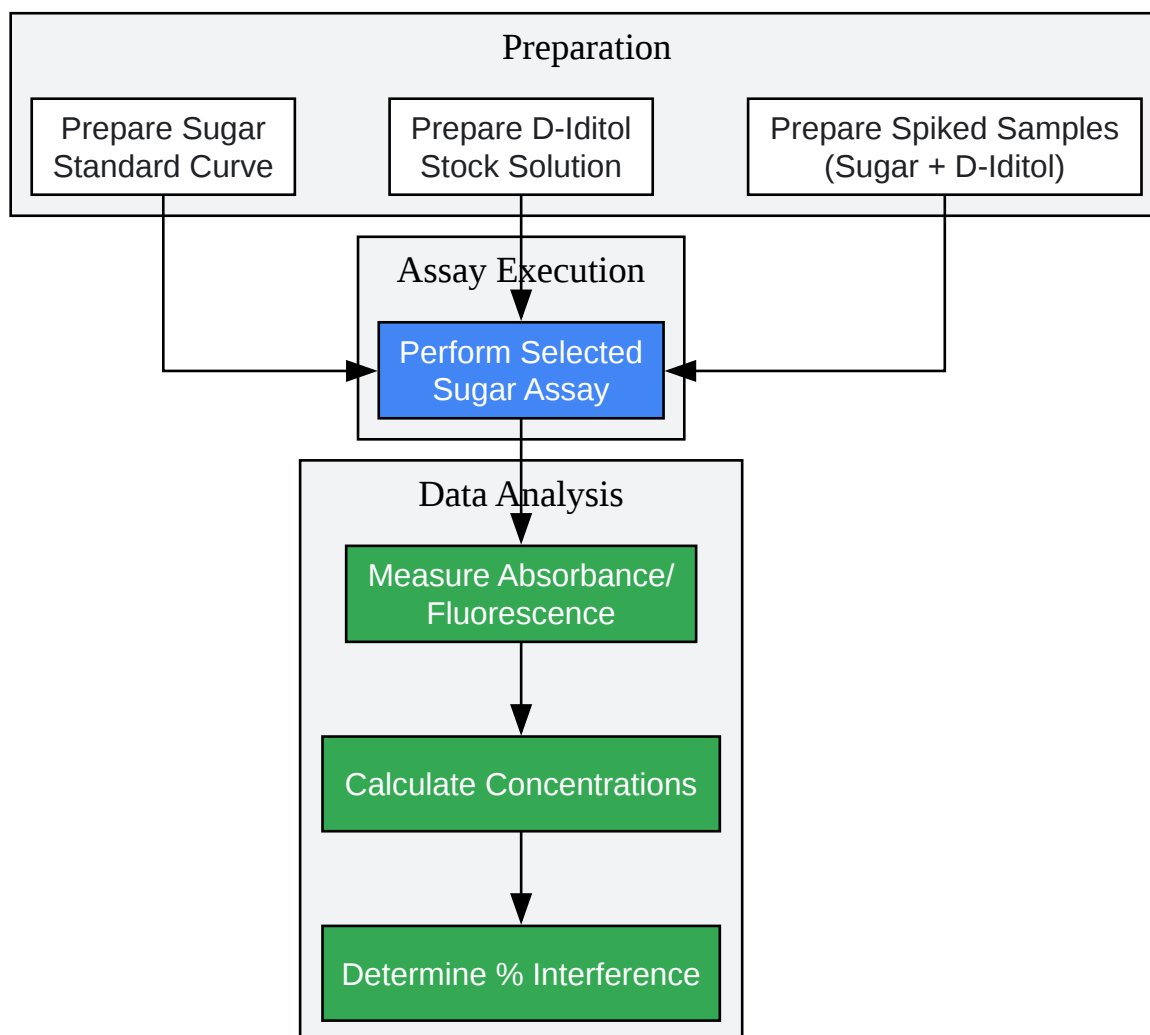 Preparation
Prepare Sugar
Standard Curve
Prepare D-Iditol
Stock Solution
Prepare Spiked Samples
(Sugar + D-Iditol)
Assay Execution
Perform Selected
Sugar Assay
Data Analysis
Measure Absorbance/
Fluorescence
Calculate Concentrations
Determine % Interference